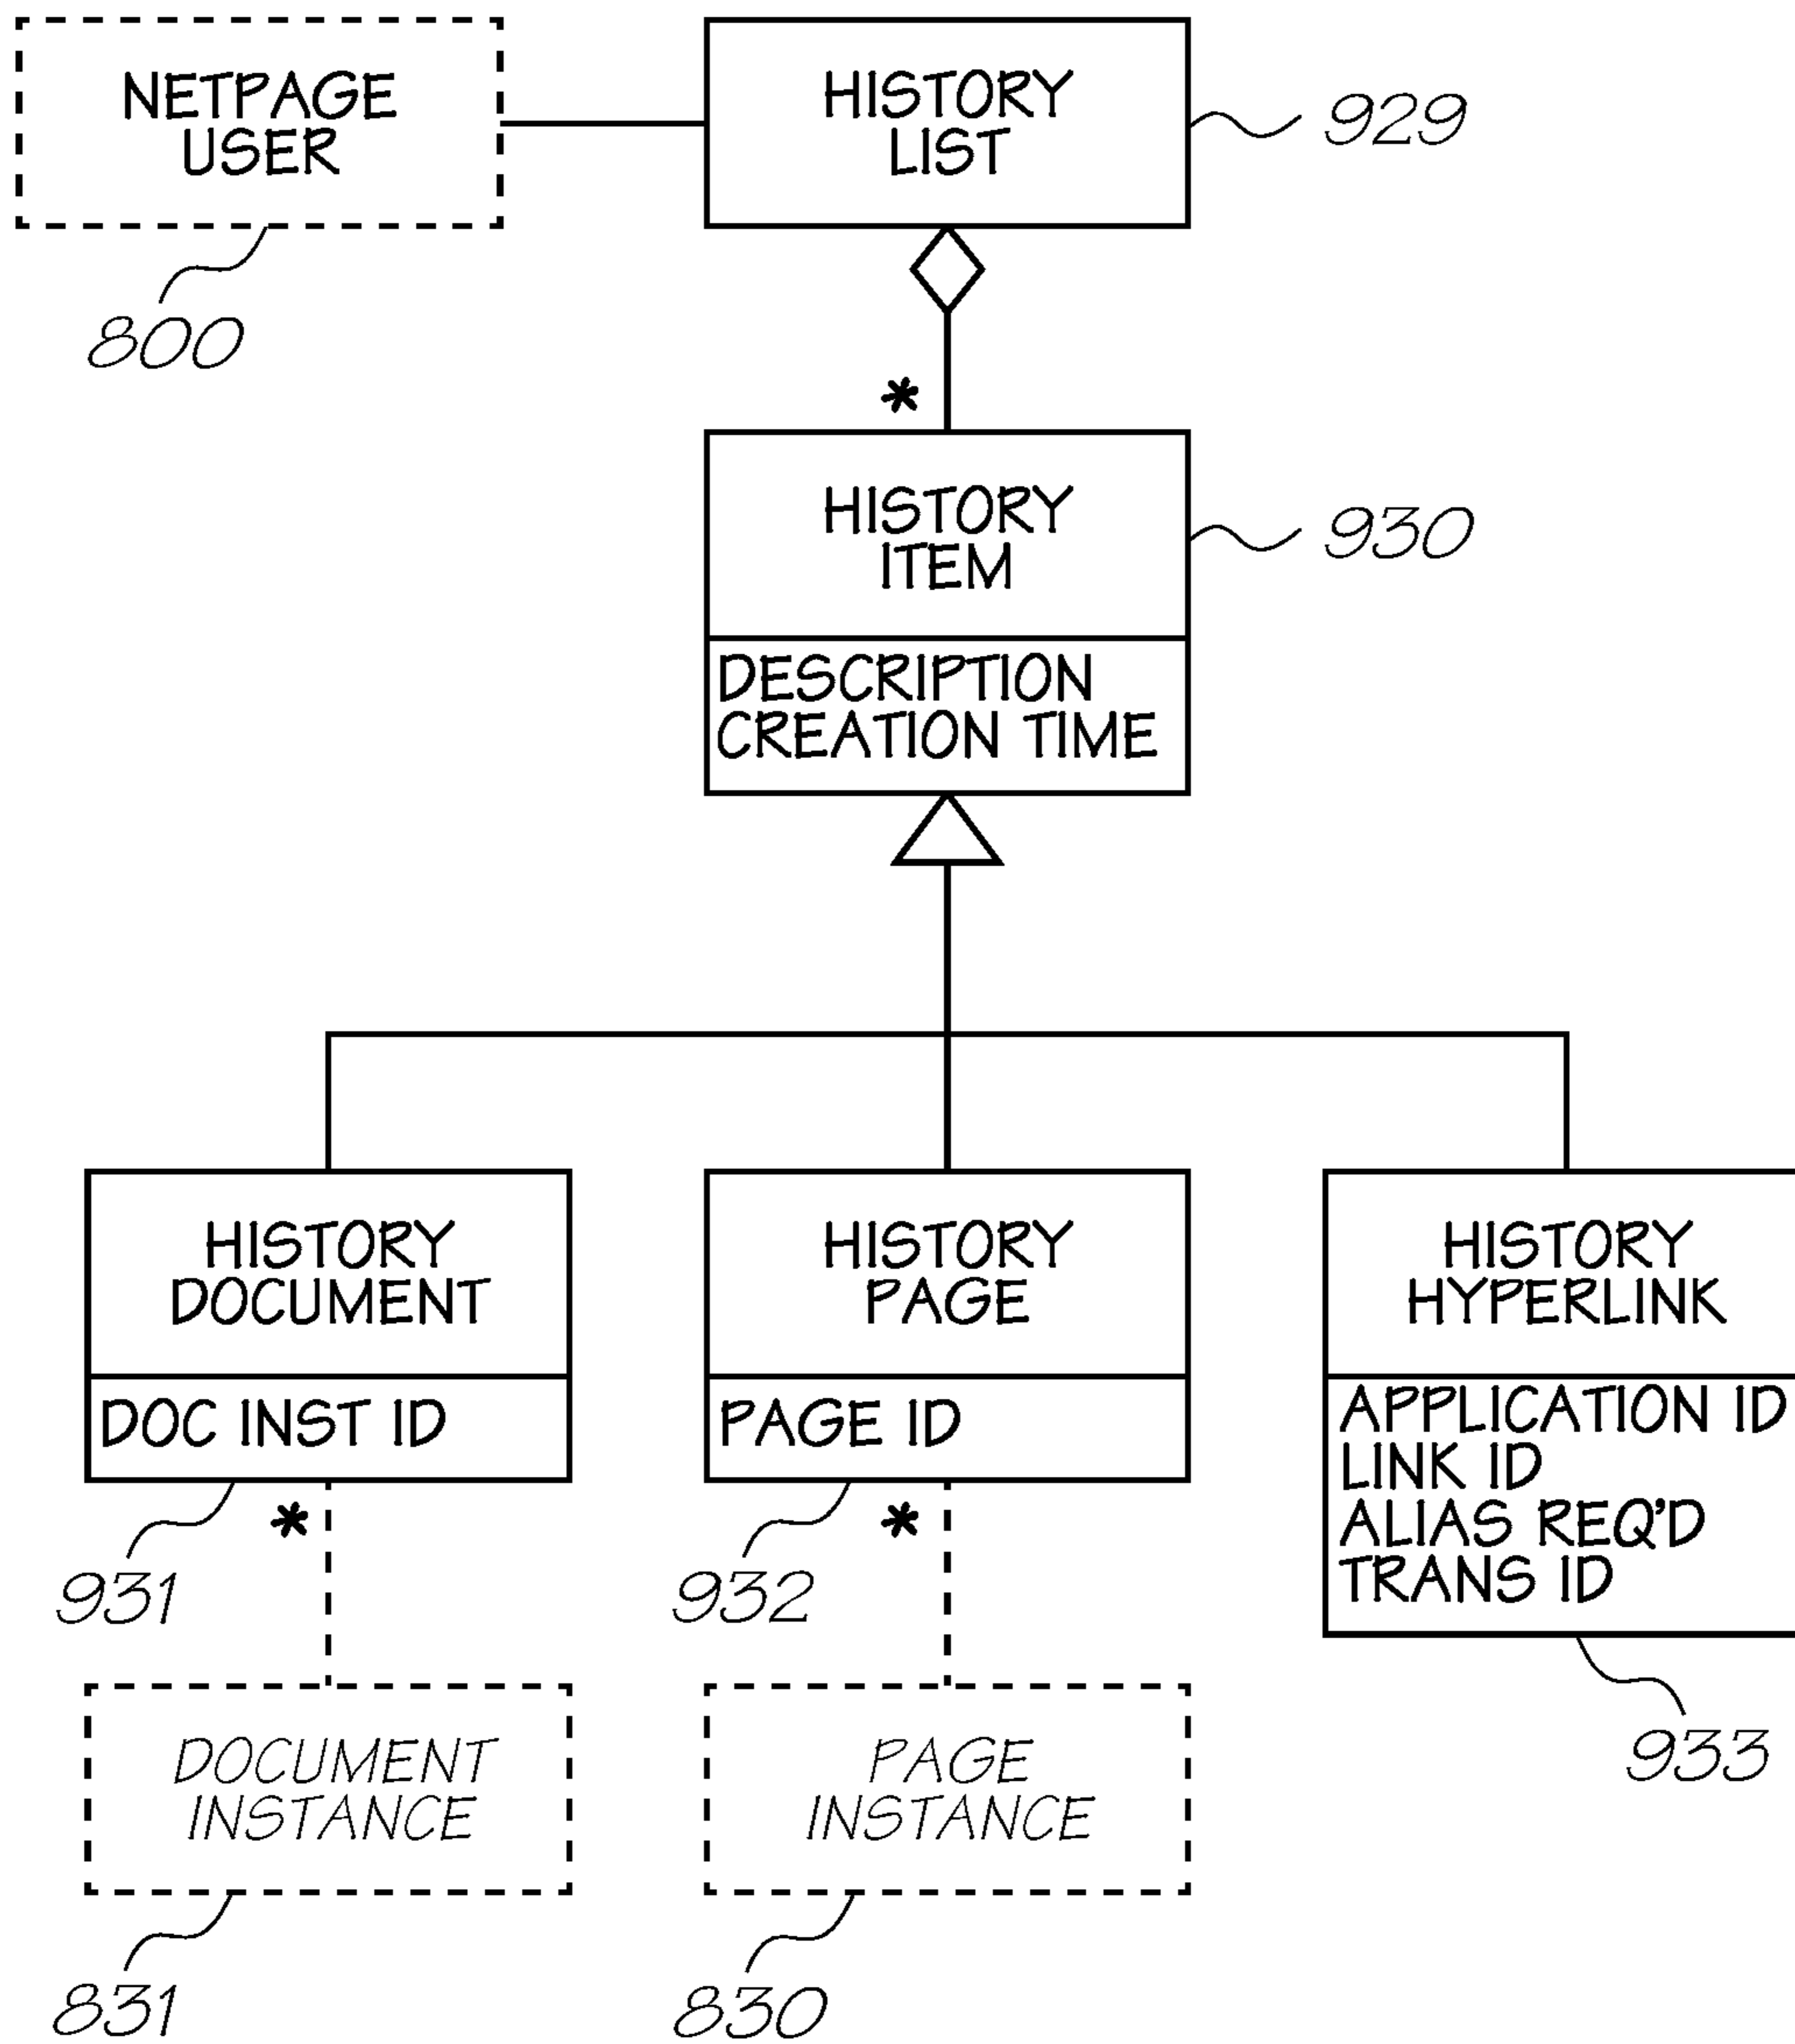 NETPAGE
USER
800
HISTORY
LIST
929
*
HISTORY
ITEM
930
DESCRIPTION
CREATION TIME
HISTORY
DOCUMENT
DOC INST ID
931
*
HISTORY
PAGE
PAGE ID
932
*
HISTORY
HYPERLINK
APPLICATION ID
LINK ID
ALIAS REQ'D
TRANS ID
933
DOCUMENT
INSTANCE
831
PAGE
INSTANCE
830